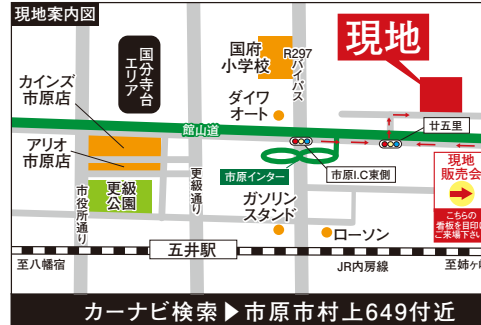 現地案内図
国分寺台
エリア
国府
小学校
R297
バイパス
現地
カインズ
市原店
ダイワ
オート
館山道
廿五里
アリオ
市原店
市原インター
市原I.C東側
現地
販売会
こちらの
看板を目印に
ご来場下さい
更級
公園
市役所通り
更級通り
ガソリン
スタンド
ローソン
五井駅
至八幡宿
JR内房線
至姉ヶ
カーナビ検索▶市原市村上649付近